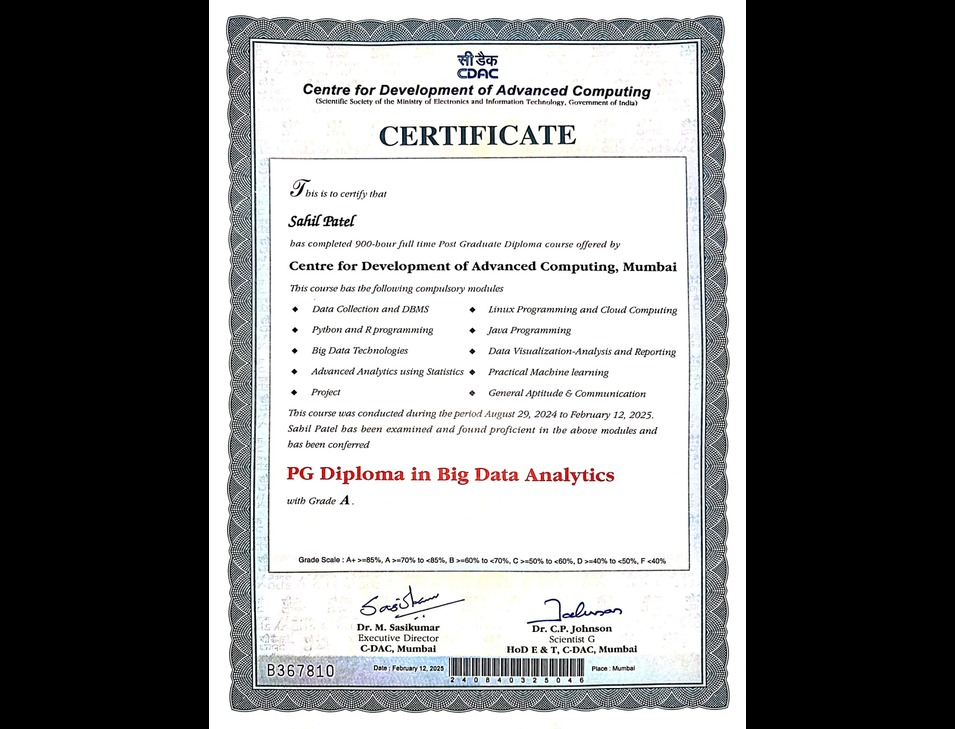 सी डैक
CDAC
Centre for Development of Advanced Computing
(Scientific Society of the Ministry of Electronics and Information Technology, Government of India)
CERTIFICATE
This is to certify that
Sahil Patel
has completed 900-hour full time Post Graduate Diploma course offered by
Centre for Development of Advanced Computing, Mumbai
This course has the following compulsory modules
◆ Data Collection and DBMS
◆ Python and R programming
◆ Big Data Technologies
◆ Advanced Analytics using Statistics
◆ Project
◆ Linux Programming and Cloud Computing
◆ Java Programming
◆ Data Visualization-Analysis and Reporting
◆ Practical Machine learning
❖ General Aptitude & Communication
This course was conducted during the period August 29, 2024 to February 12, 2025.
Sahil Patel has been examined and found proficient in the above modules and
has been conferred
PG Diploma in Big Data Analytics
with Grade A .
Grade Scale : A+ >=85%, A >=70% to <85%, B >=60% to <70%, C >=50% to <60%, D >=40% to <50%, F <40%
Dr. M. Sasikumar
Executive Director
C-DAC, Mumbai
Dr. C.P. Johnson
Scientist G
HoD E & T, C-DAC, Mumbai
B367810
Date : February 12, 2025
240840325046
Place : Mumbai